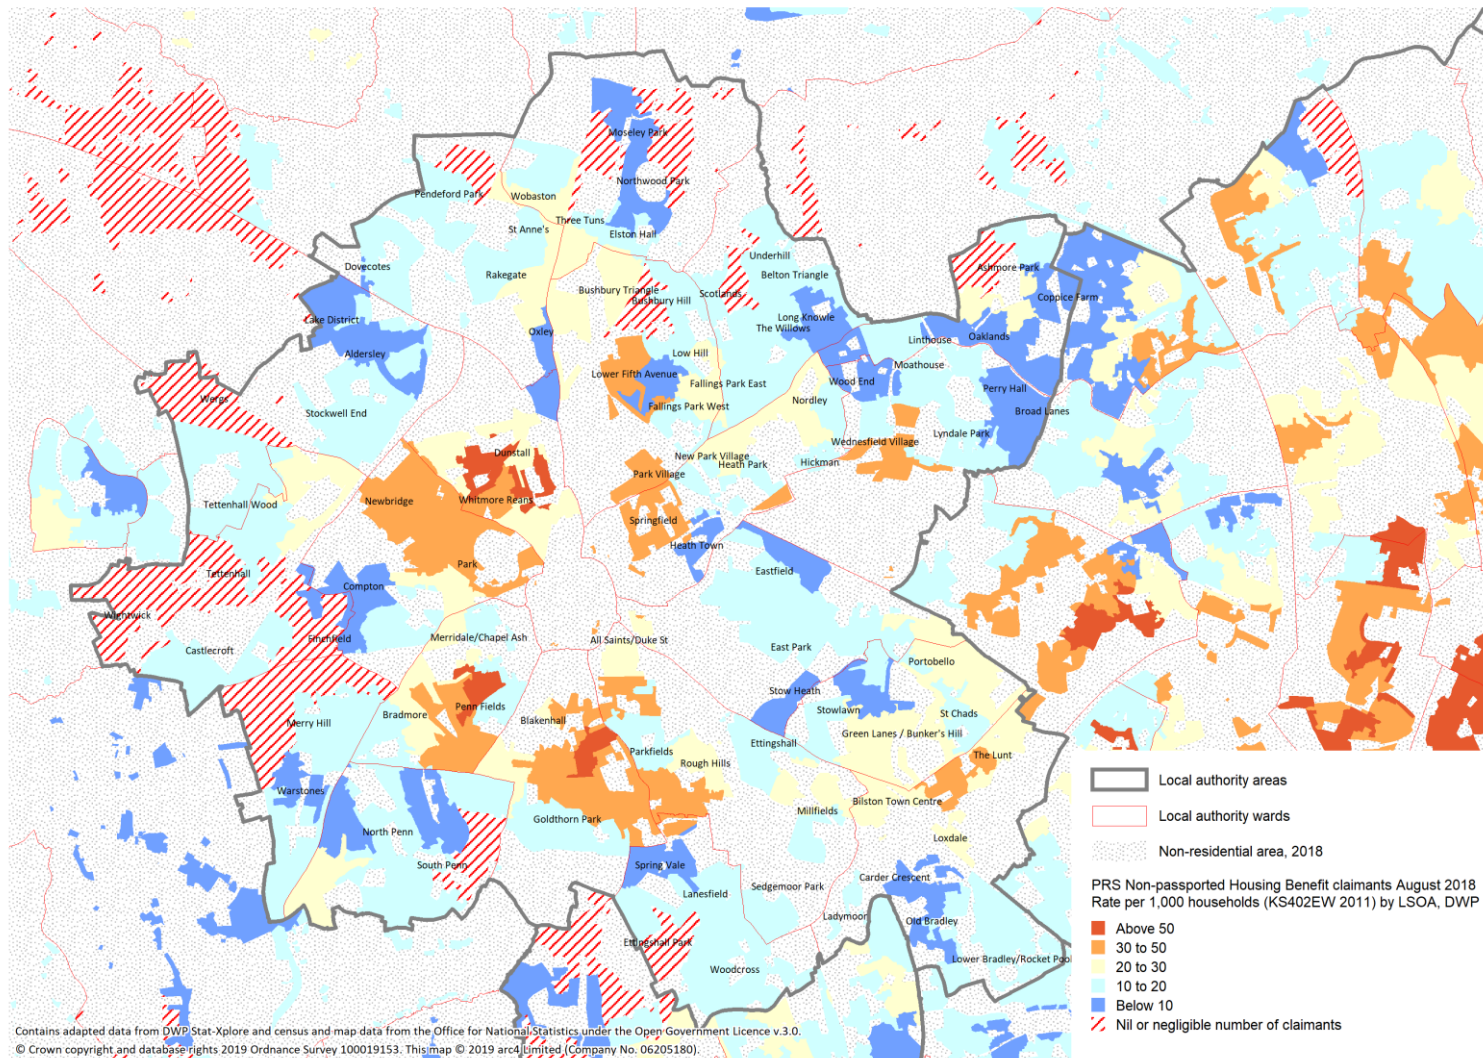 Moseley Park
Northwood Park
Pendeford Park
Wobaston
Three Tuns
St Anne's
Elston Hall
Underhill
Dovecotes
Rakegate
Belton Triangle
Ashmore Park
Bushbury Triangle
Bushbury Hill
Scotlands
Coppice Farm
Lake District
Long Knowle
The Willows
Oxley
Linthouse
Oaklands
Aldersley
Low Hill
Moathouse
Lower Fifth Avenue
Fallings Park East
Wood End
Perry Hall
Wergs
Nordley
Stockwell End
Fallings Park West
Broad Lanes
Lyndale Park
Wednesfield Village
Dunstall
New Park Village
Heath Park
Hickman
Park Village
Tettenhall Wood
Newbridge
Whitmore Reans
Springfield
Heath Town
Park
Eastfield
Tettenhall
Compton
Wightwick
Finchfield
Merridale/Chapel Ash
All Saints/Duke St
Castlecroft
East Park
Portobello
Stow Heath
Penn Fields
Stowlawn
St Chads
Merry Hill
Bradmore
Blakenhall
Green Lanes / Bunker's Hill
Ettingshall
Parkfields
Rough Hills
The Lunt
Warstones
Bilston Town Centre
Millfields
Goldthorn Park
North Penn
Loxdale
South Penn
Spring Vale
Carder Crescent
Sedgemoor Park
Lanesfield
Ladymoor
Old Bradley
Ettingshall Park
Woodcross
Lower Bradley/Rocket Pool
Local authority areas
Local authority wards
Non-residential area, 2018
PRS Non-passported Housing Benefit claimants August 2018
Rate per 1,000 households (KS402EW 2011) by LSOA, DWP
Above 50
30 to 50
20 to 30
10 to 20
Below 10
Nil or negligible number of claimants
Contains adapted data from DWP Stat-Xplore and census and map data from the Office for National Statistics under the Open Government Licence v.3.0.
© Crown copyright and database rights 2019 Ordnance Survey 100019153. This map © 2019 arc4 Limited (Company No. 06205180).